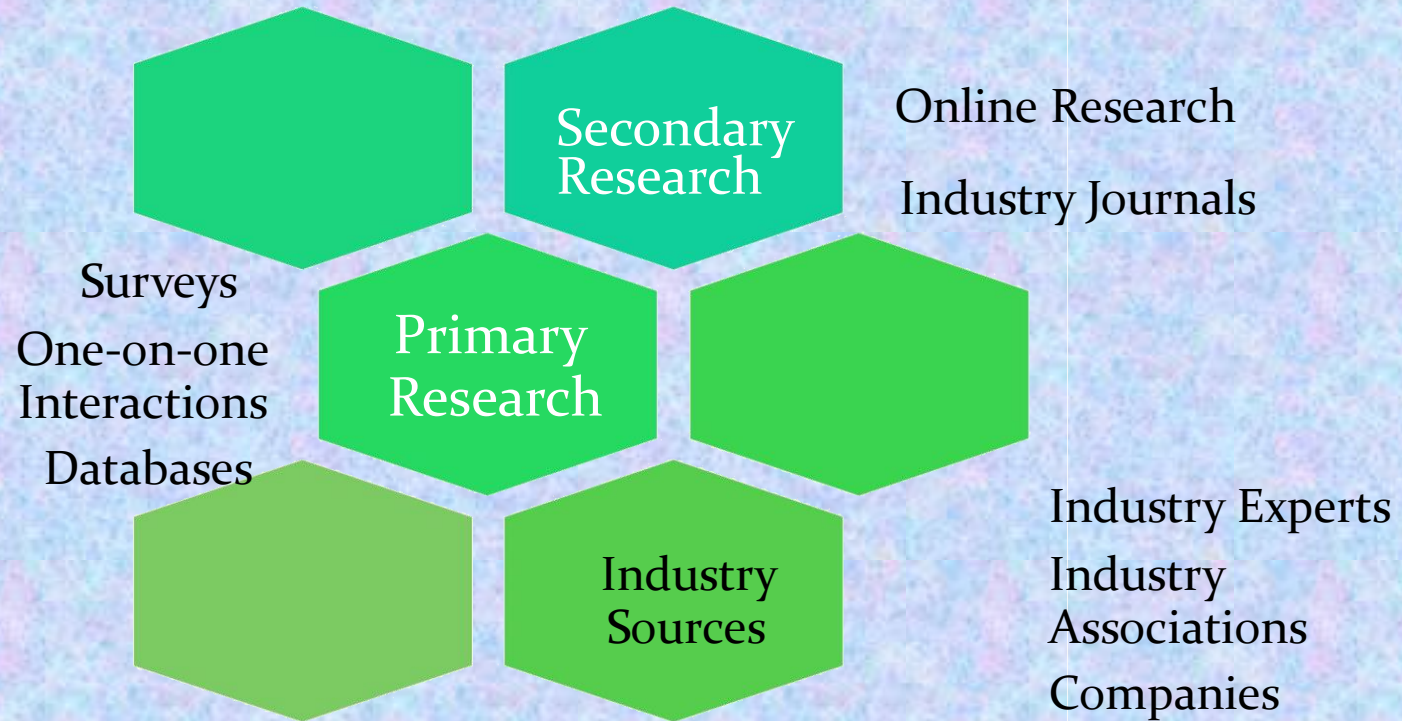 Secondary
Research
Online Research
Industry Journals
Surveys
One-on-one
Interactions
Databases
Primary
Research
Industry
Sources
Industry Experts
Industry
Associations
Companies